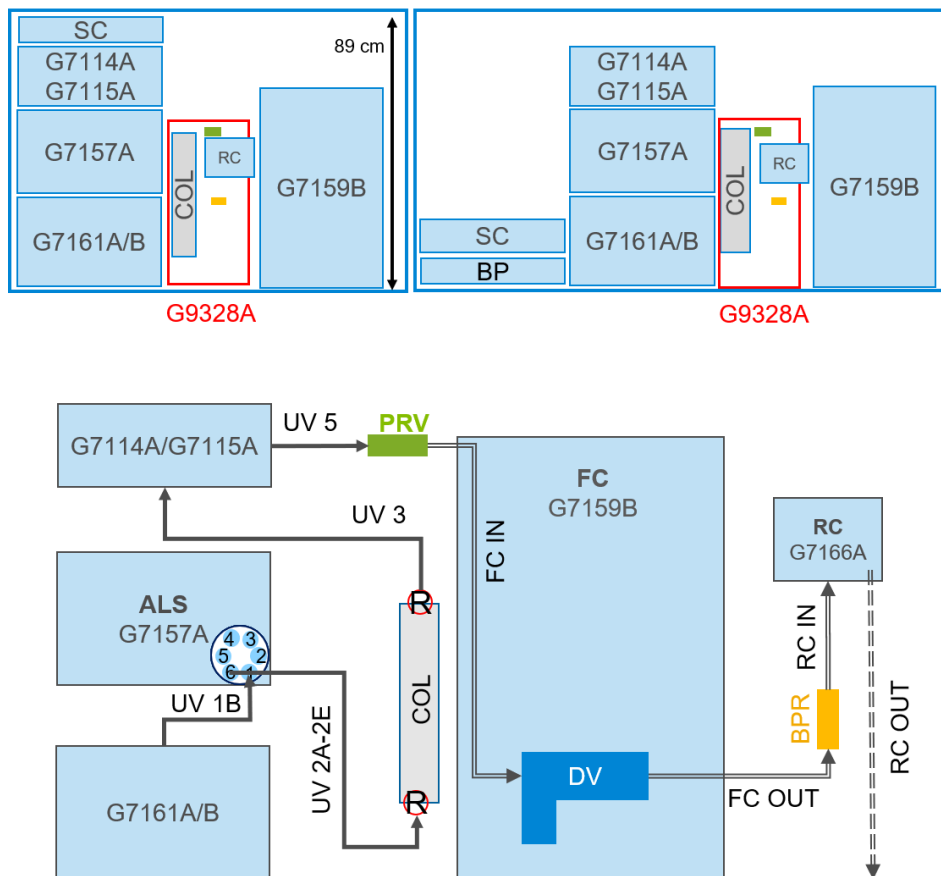 SC
G7114A
G7115A
G7157A
G7161A/B
COL
RC
G7159B
89 cm
G9328A
G7114A
G7115A
G7157A
G7161A/B
SC
BP
COL
RC
G7159B
G9328A
G7114A/G7115A
UV 5
PRV
UV 3
FC
G7159B
FC IN
RC
G7166A
ALS
G7157A
4
3
5
2
6
1
UV 1B
UV 2A-2E
R
COL
R
G7161A/B
DV
FC OUT
BPR
RC IN
RC OUT